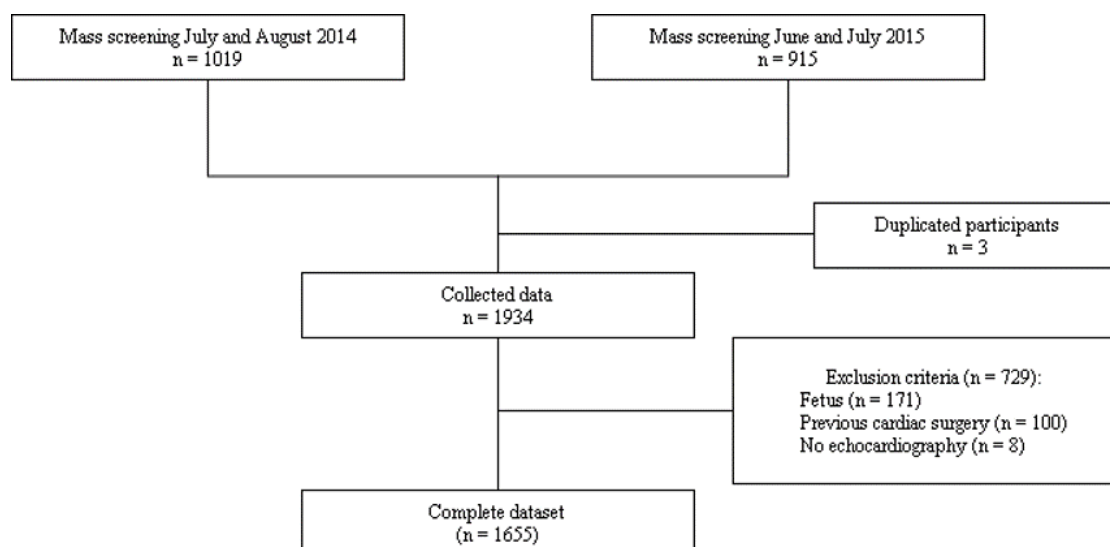 Mass screening July and August 2014
n = 1019
Mass screening June and July 2015
n = 915
Duplicated participants
n = 3
Collected data
n = 1934
Exclusion criteria (n = 729):
Fetus (n = 171)
Previous cardiac surgery (n = 100)
No echocardiography (n = 8)
Complete dataset
(n = 1655)